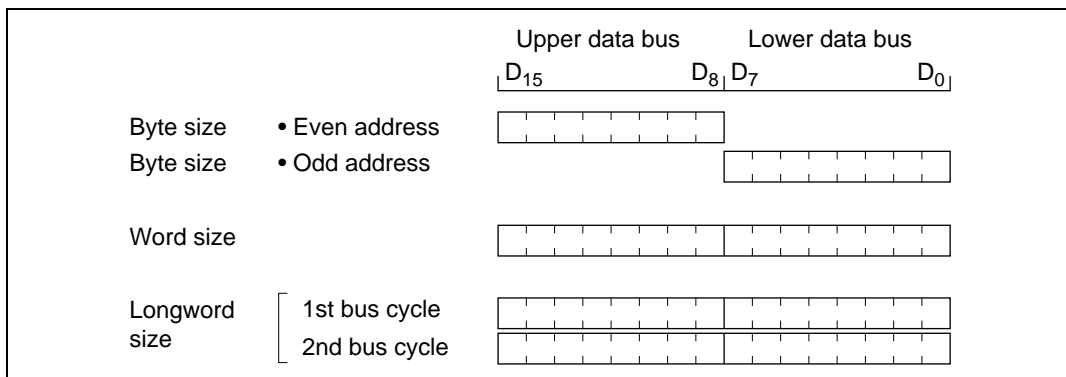 Upper data bus Lower data bus
D15 D8 D7 D0
Byte size • Even address
Byte size • Odd address
Word size
Longword size 1st bus cycle
2nd bus cycle